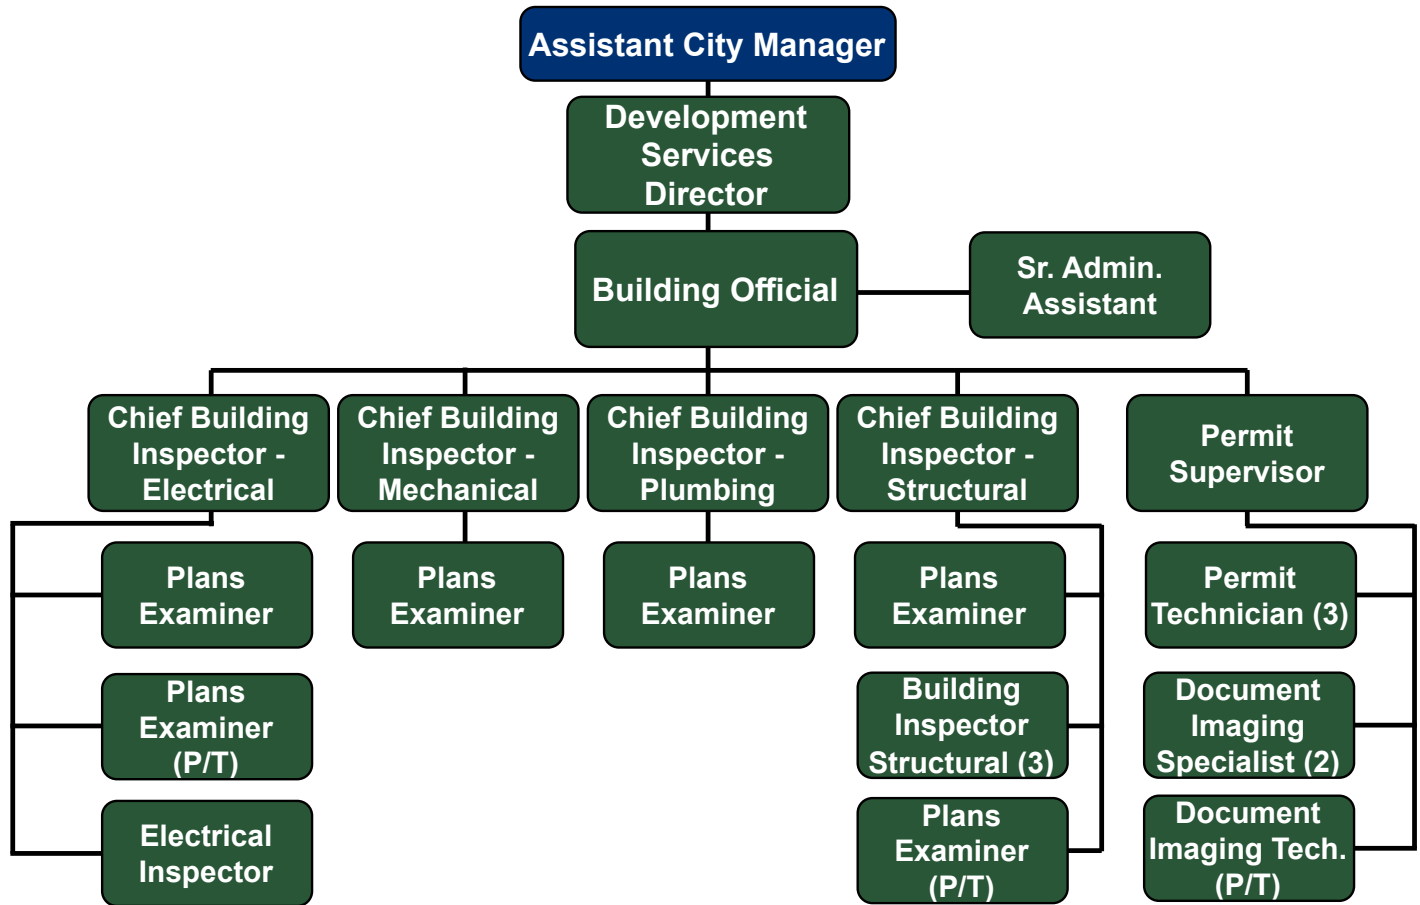 Assistant City Manager
Development
Services
Director
Building Official
Sr. Admin.
Assistant
Chief Building
Inspector -
Electrical
Chief Building
Inspector -
Mechanical
Chief Building
Inspector -
Plumbing
Chief Building
Inspector -
Structural
Permit
Supervisor
Plans
Examiner
Plans
Examiner
Plans
Examiner
Plans
Examiner
Permit
Technician (3)
Plans
Examiner
(P/T)
Building
Inspector
Structural (3)
Document
Imaging
Specialist (2)
Electrical
Inspector
Plans
Examiner
(P/T)
Document
Imaging Tech.
(P/T)